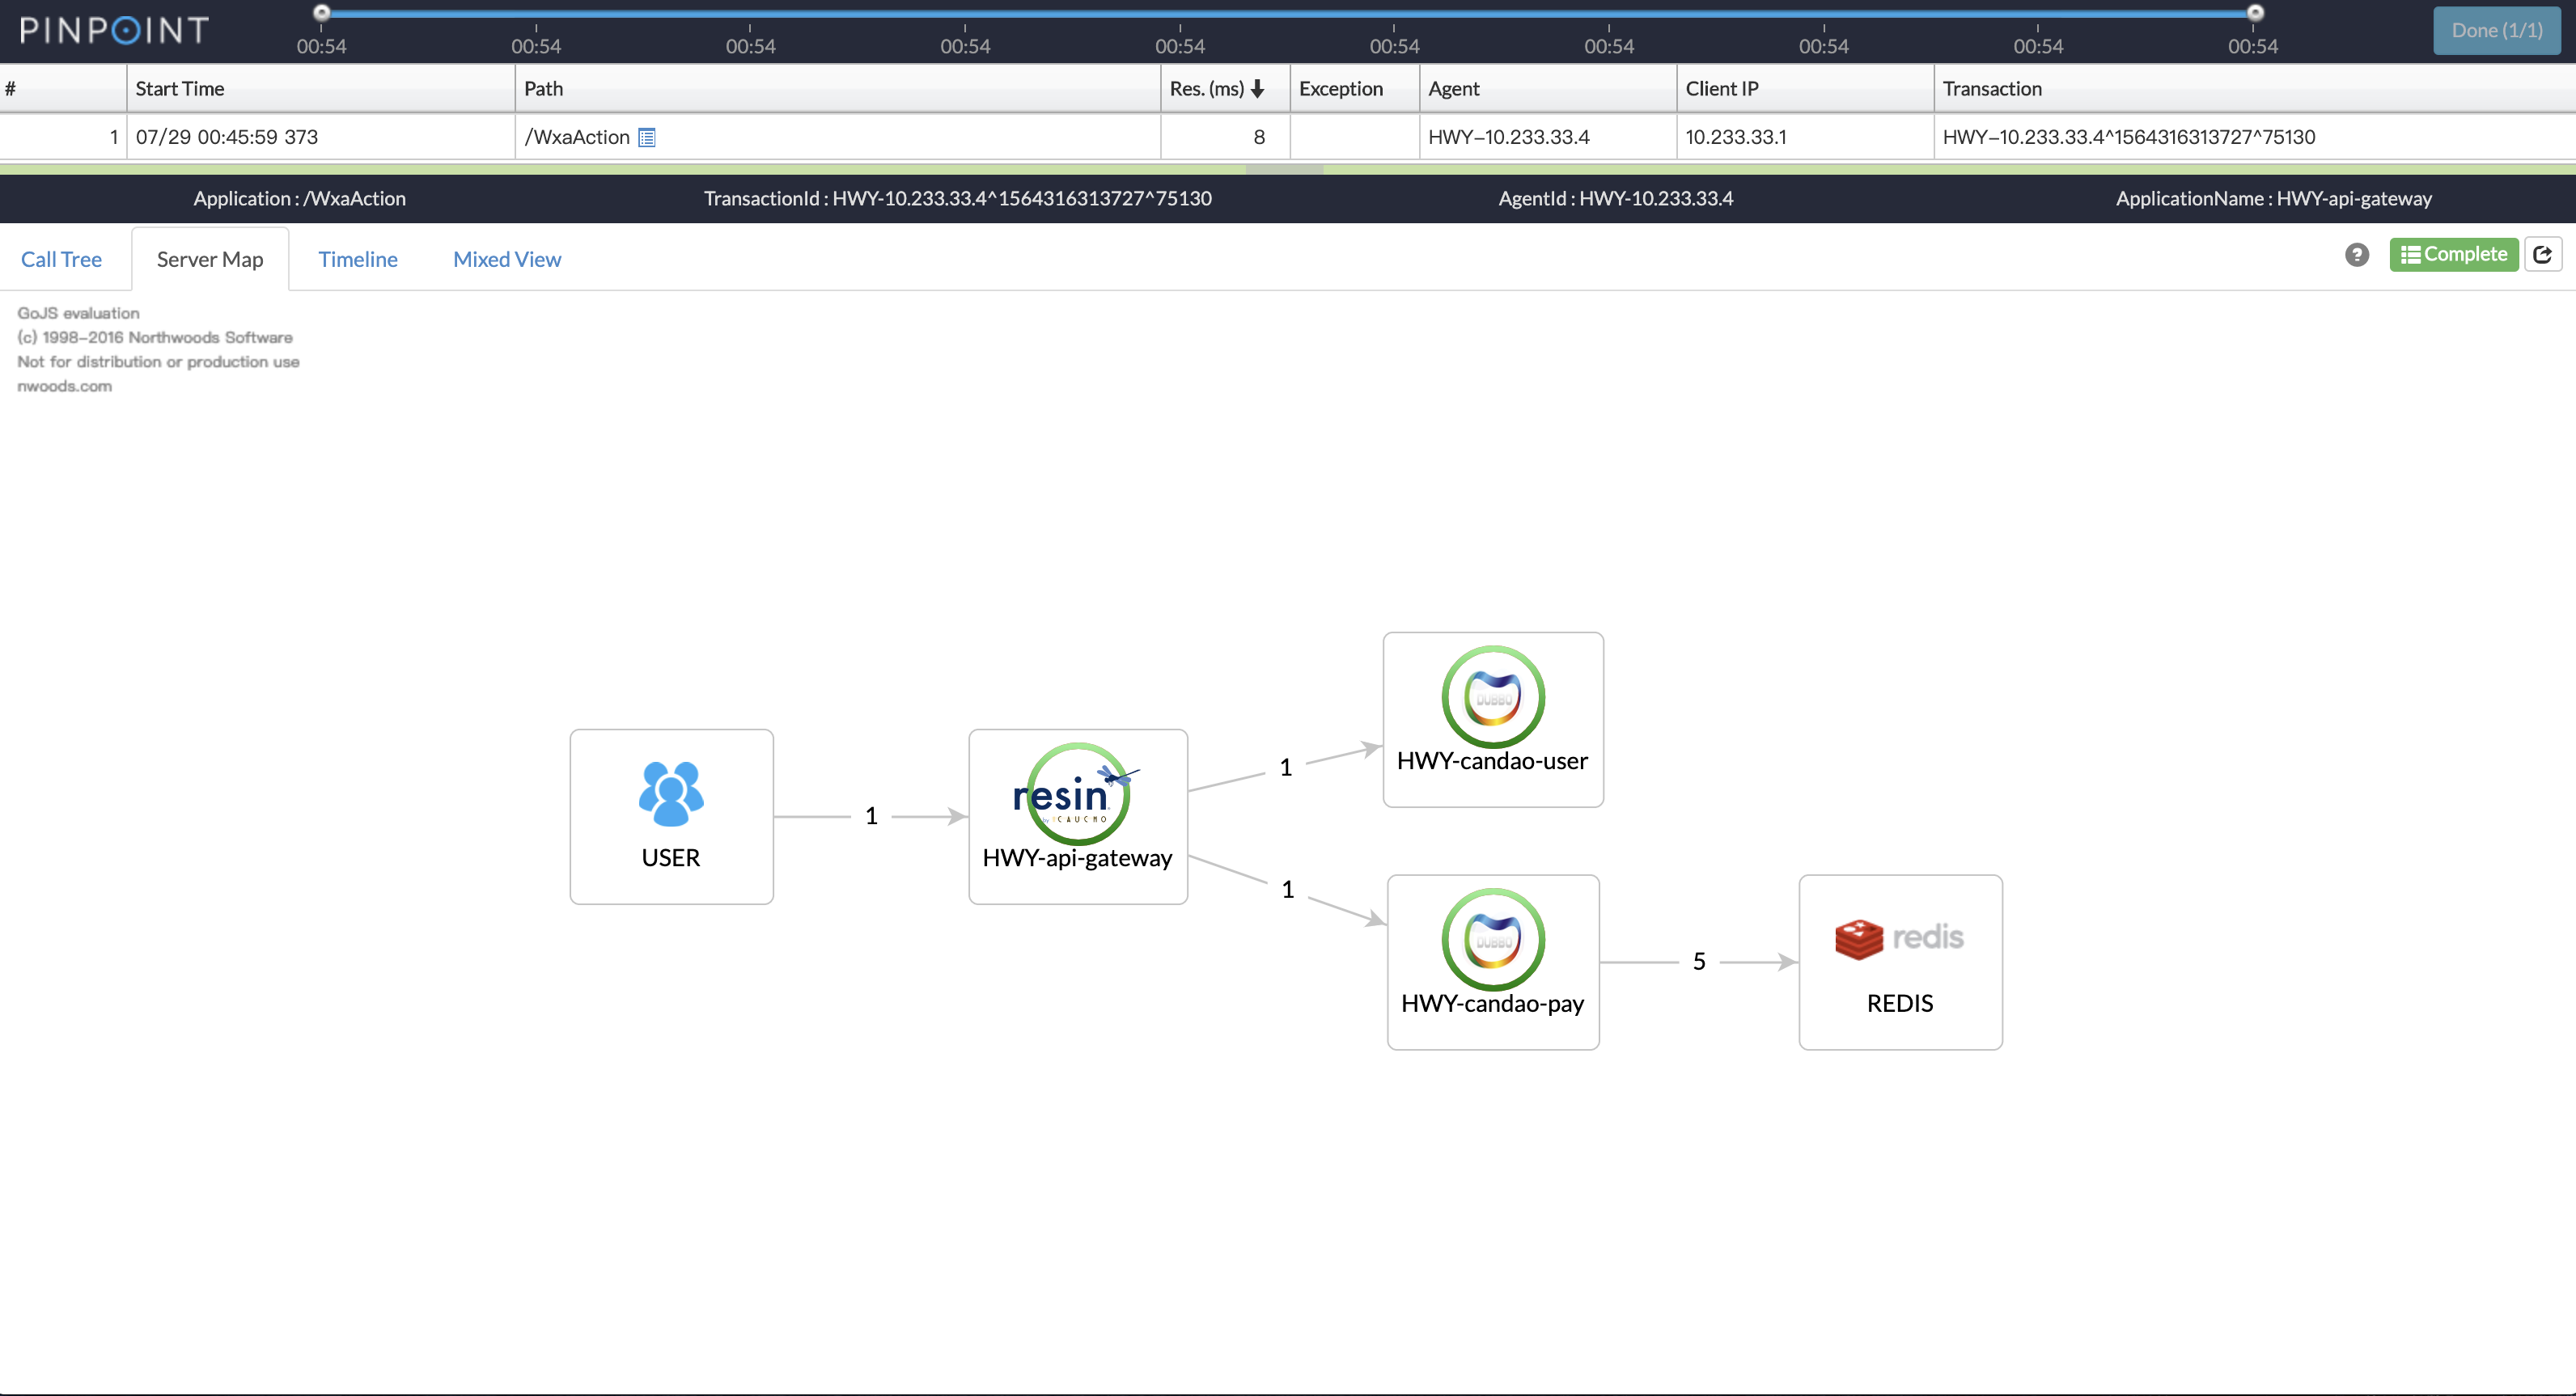 PINPOINT
00:54 00:54 00:54 00:54 00:54 00:54 00:54 00:54 00:54 00:54
Done (1/1)
# Start Time Path Res. (ms) Exception Agent Client IP Transaction
1 07/29 00:45:59 373 /WxaAction 8 HWY-10.233.33.4 10.233.33.1 HWY-10.233.33.4^1564316313727^75130
Application : /WxaAction TransactionId : HWY-10.233.33.4^1564316313727^75130 AgentId : HWY-10.233.33.4 ApplicationName : HWY-api-gateway
Call Tree Server Map Timeline Mixed View ? Complete
GoJS evaluation
(c) 1998-2016 Northwoods Software
Not for distribution or production use
nwoods.com
DUBBO
HWY-candao-user
1
resin
by CAUCHO
1
USER
HWY-api-gateway
1
DUBBO
redis
5
HWY-candao-pay
REDIS